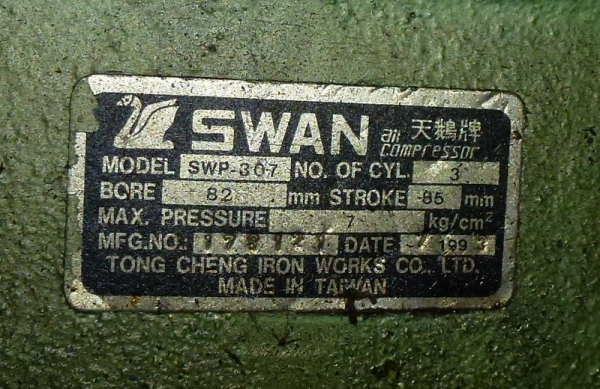 SWAN air compressor 天鵝牌
MODEL SWP-307 NO. OF CYL. 3
BORE 82 mm STROKE 85 mm
MAX. PRESSURE 7 kg/cm²
MFG.NO.: DATE 199
TONG CHENG IRON WORKS CO., LTD.
MADE IN TAIWAN